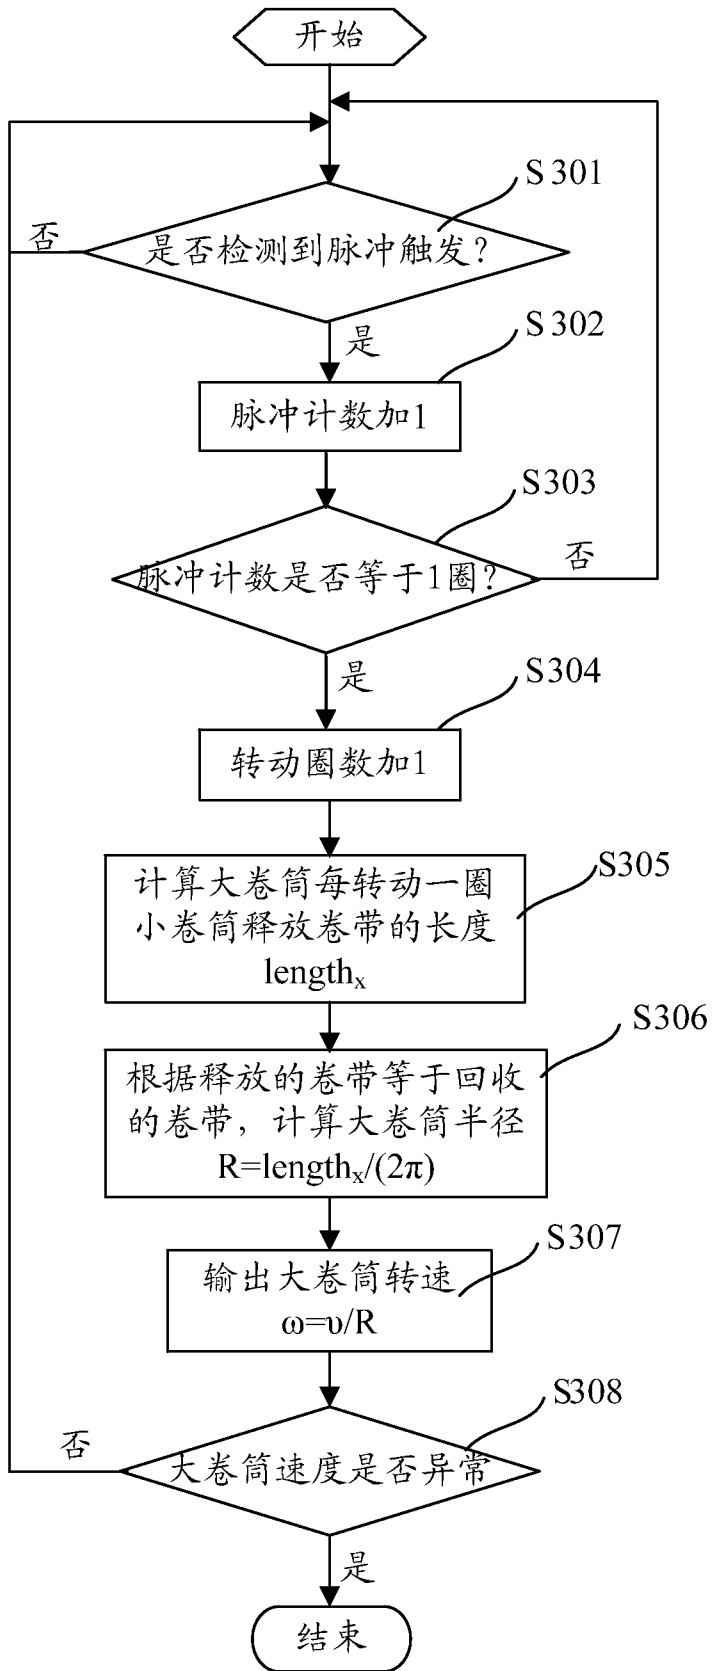 开始
S301
否
是否检测到脉冲触发?
S302
是
脉冲计数加1
S303
否
脉冲计数是否等于1圈?
是
S304
转动圈数加1
S305
计算大卷筒每转动一圈
小卷筒释放卷带的长度
lengthₓ
S306
根据释放的卷带等于回收
的卷带，计算大卷筒半径
R=lengthₓ/(2π)
S307
输出大卷筒转速
ω=υ/R
S308
否
大卷筒速度是否异常
是
结束